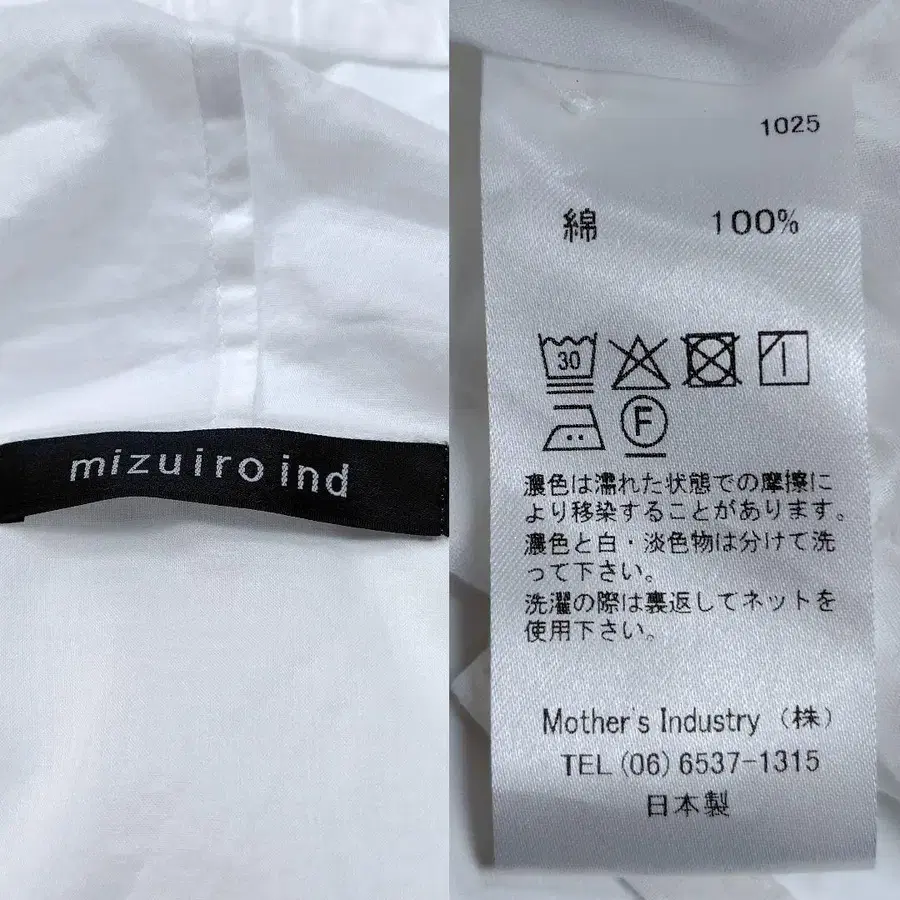 mizuiro ind
1025
綿 100%
30
F
濃色は濡れた状態での摩擦に
より移染することがあります。
濃色と白・淡色物は分けて洗
って下さい。
洗濯の際は裏返してネットを
使用下さい。
Mother's Industry (株)
TEL (06) 6537-1315
日本製